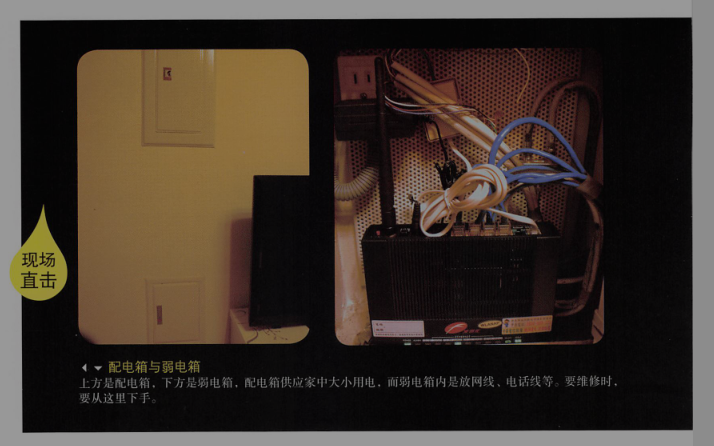 现场
直击
配电箱与弱电箱
上方是配电箱，下方是弱电箱，配电箱供应家中大小用电，而弱电箱内是放网线、电话线等。要维修时，
要从这里下手。